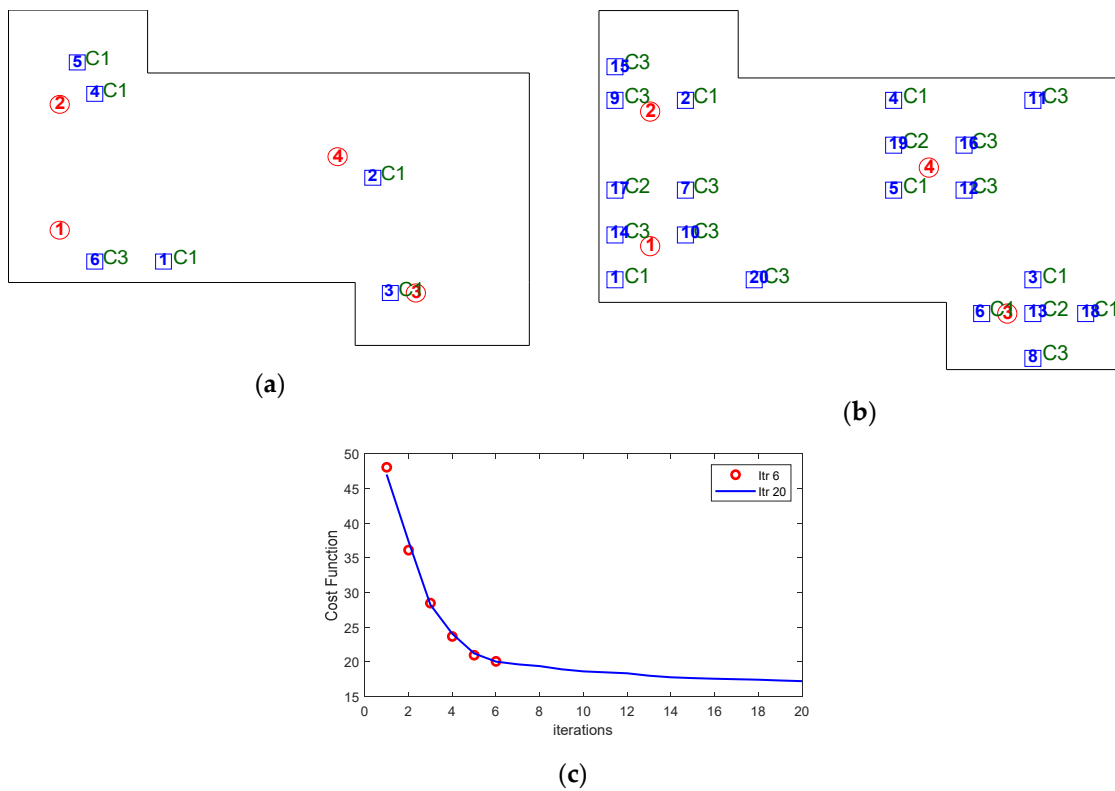 5 C1
4 C1
2
4
2 C1
1
6 C3
1 C1
3 C1
3
(a)
15 C3
9 C3
2
2 C1
4 C1
11 C3
19 C2
16 C3
4
17 C2
7 C3
5 C1
12 C3
14 C3
1
10 C3
1 C1
20 C3
3 C1
6 C1
3
13 C2
18 C1
8 C3
(b)
50
45
40
35
30
25
20
15
Cost Function
Itr 6
Itr 20
0 2 4 6 8 10 12 14 16 18 20
iterations
(c)